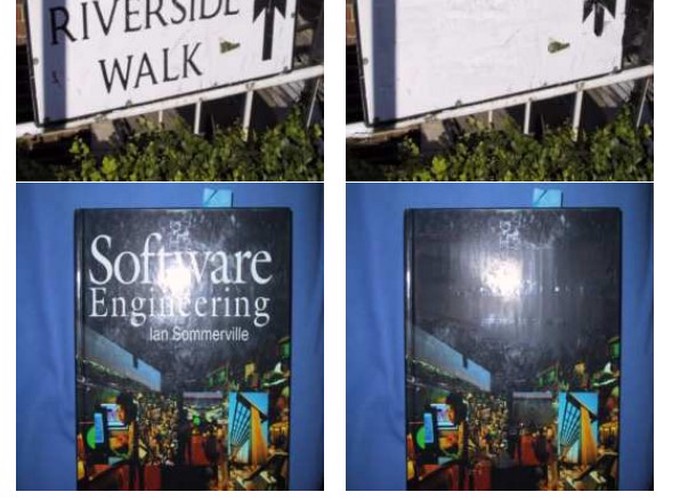 RIVERSIDE
WALK
Software
Engineering
Ian Sommerville